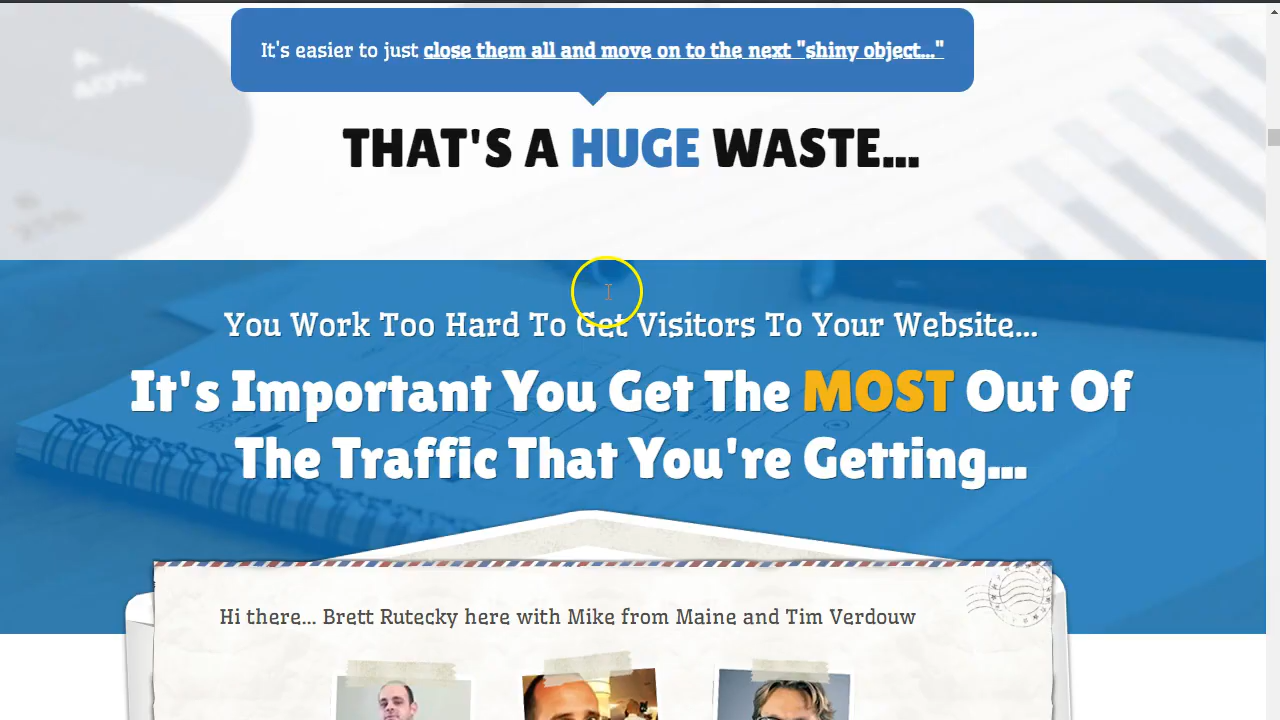 It's easier to just close them all and move on to the next "shiny object..."
THAT'S A HUGE WASTE...
You Work Too Hard To Get Visitors To Your Website...
It's Important You Get The MOST Out Of
The Traffic That You're Getting...
Hi there... Brett Rutecky here with Mike from Maine and Tim Verdouw